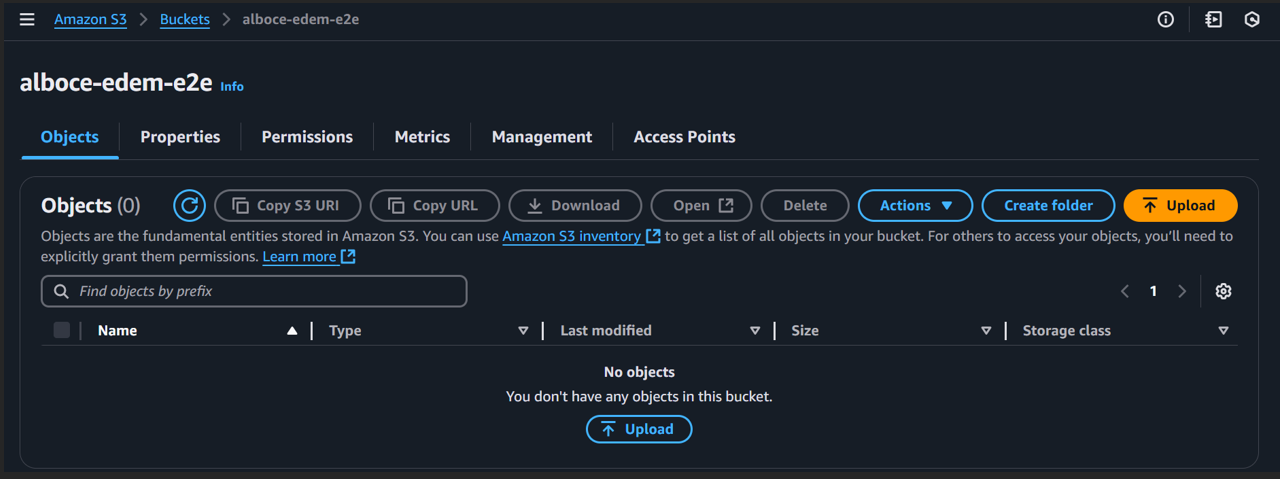 Amazon S3 > Buckets > alboce-edem-e2e
alboce-edem-e2e Info
Objects Properties Permissions Metrics Management Access Points
Objects (0) Copy S3 URI Copy URL Download Open Delete Actions Create folder Upload
Objects are the fundamental entities stored in Amazon S3. You can use Amazon S3 inventory to get a list of all objects in your bucket. For others to access your objects, you'll need to
explicitly grant them permissions. Learn more
Find objects by prefix 1
Name Type Last modified Size Storage class
No objects
You don't have any objects in this bucket.
Upload